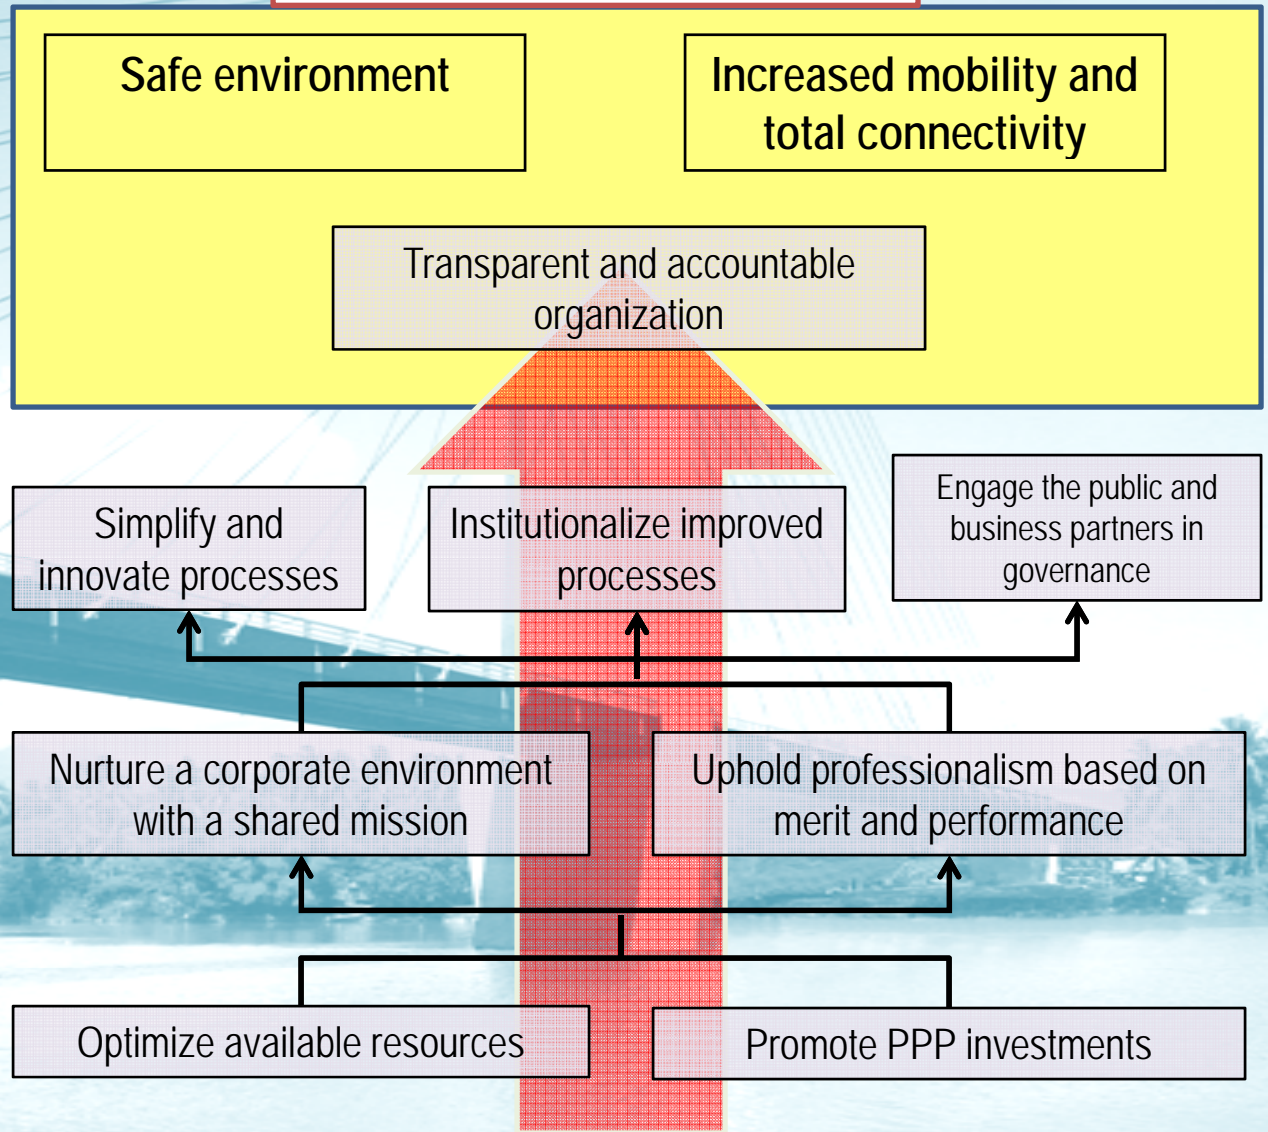 Safe environment
Increased mobility and
total connectivity
Transparent and accountable
organization
Simplify and
innovate processes
Institutionalize improved
processes
Engage the public and
business partners in
governance
Nurture a corporate environment
with a shared mission
Uphold professionalism based on
merit and performance
Optimize available resources
Promote PPP investments